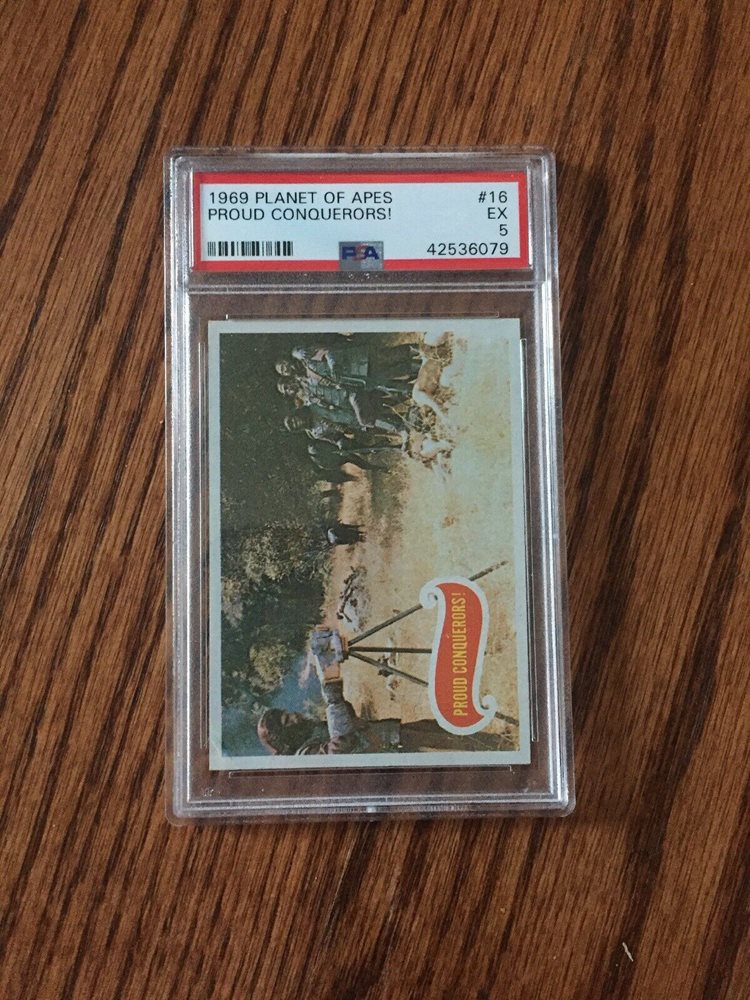 1969 PLANET OF APES #16
PROUD CONQUERORS! EX
5
PSA 42536079
PROUD CONQUERORS!